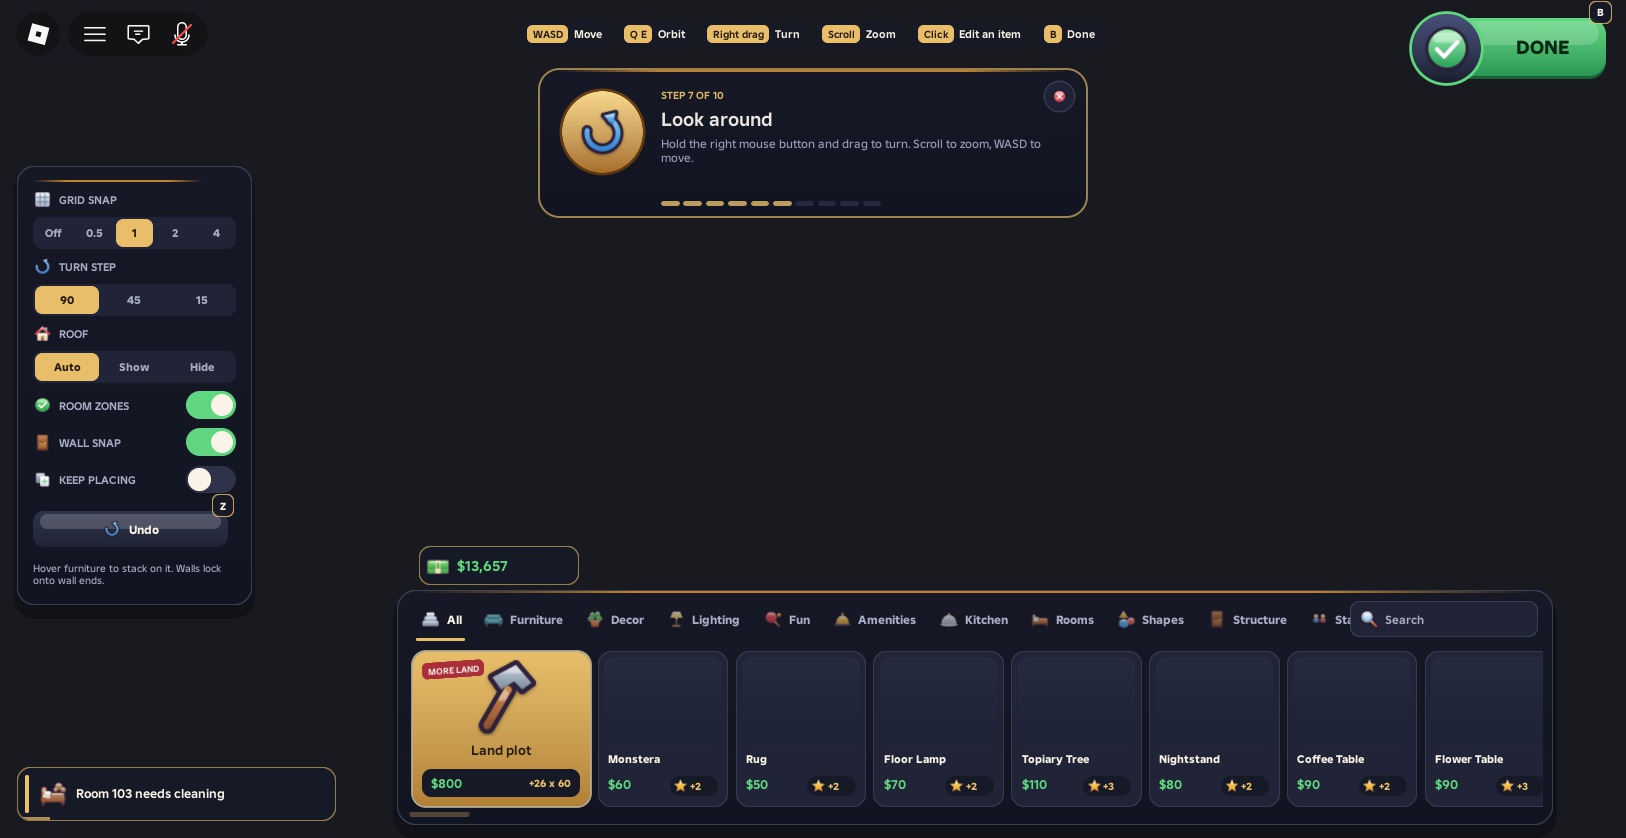 WASD Move Q E Orbit Right drag Turn Scroll Zoom Click Edit an item B Done
B
DONE
STEP 7 OF 10
Look around
Hold the right mouse button and drag to turn. Scroll to zoom, WASD to
move.
GRID SNAP
Off 0.5 1 2 4
TURN STEP
90 45 15
ROOF
Auto Show Hide
ROOM ZONES
WALL SNAP
KEEP PLACING
Z
Undo
Hover furniture to stack on it. Walls lock
onto wall ends.
$13,657
All Furniture Decor Lighting Fun Amenities Kitchen Rooms Shapes Structure Sta Search
MORE LAND
Land plot
$800 +26 x 60
Monstera
$60 +2
Rug
$50 +2
Floor Lamp
$70 +2
Topiary Tree
$110 +3
Nightstand
$80 +2
Coffee Table
$90 +2
Flower Table
$90 +3
Room 103 needs cleaning